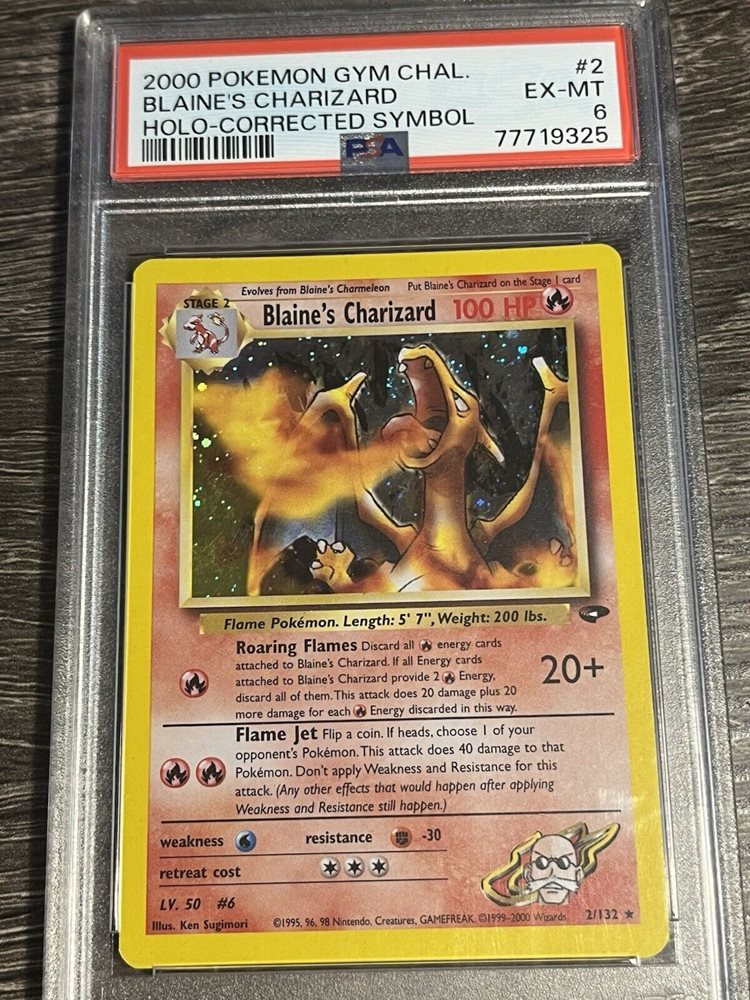 2000 POKEMON GYM CHAL. #2
BLAINE'S CHARIZARD EX-MT
HOLO-CORRECTED SYMBOL 6
PSA 77719325
Evolves from Blaine's Charmeleon Put Blaine's Charizard on the Stage 1 card
STAGE 2
Blaine's Charizard 100 HP
Flame Pokémon. Length: 5' 7", Weight: 200 lbs.
Roaring Flames Discard all energy cards
attached to Blaine's Charizard. If all Energy cards
attached to Blaine's Charizard provide 2 Energy,
discard all of them. This attack does 20 damage plus 20
more damage for each Energy discarded in this way.
20+
Flame Jet Flip a coin. If heads, choose 1 of your
opponent's Pokémon. This attack does 40 damage to that
Pokémon. Don't apply Weakness and Resistance for this
attack. (Any other effects that would happen after applying
Weakness and Resistance still happen.)
weakness resistance -30
retreat cost
LV. 50 #6
Illus. Ken Sugimori ©1995, 96, 98 Nintendo, Creatures, GAMEFREAK. ©1999-2000 Wizards. 2/132 ★